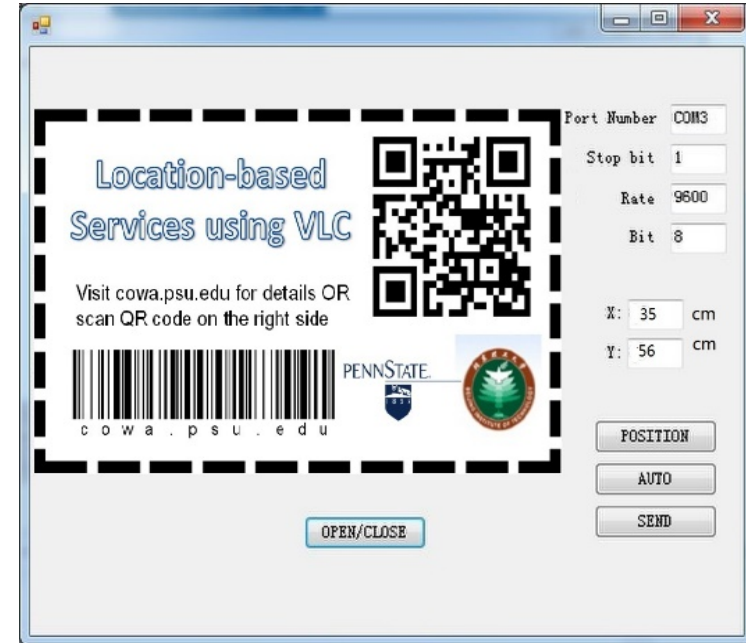 Location-based
Services using VLC
Visit cowa.psu.edu for details OR
scan QR code on the right side
cowa.psu.edu
PENNSTATE
1855
Port Number COM3
Stop bit 1
Rate 9600
Bit 8
X: 35 cm
Y: 56 cm
POSITION
AUTO
SEND
OPEN/CLOSE